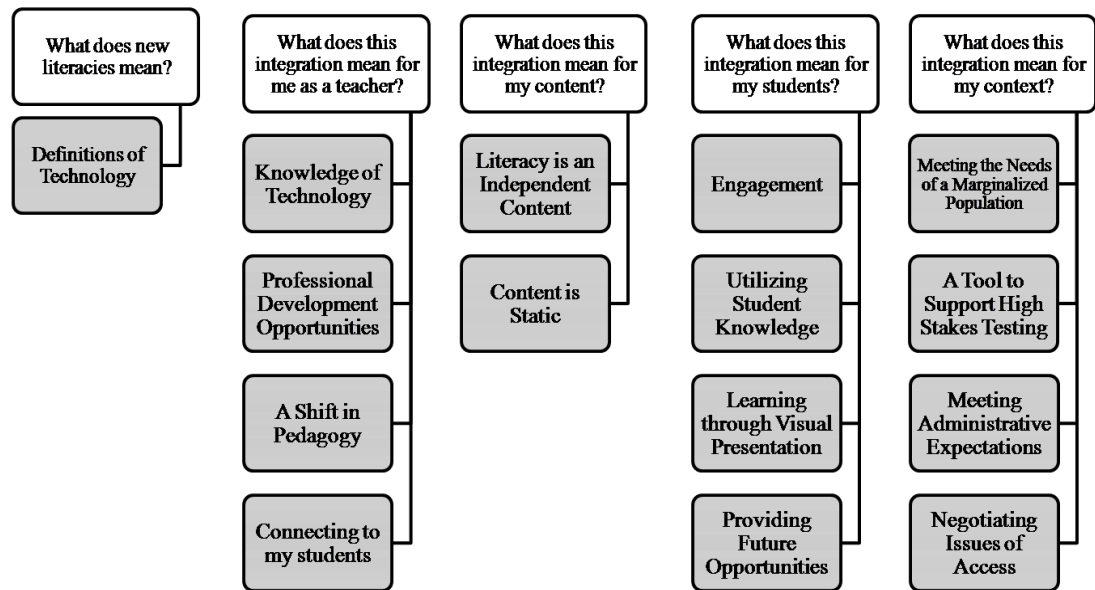 What does new
literacies mean?
Definitions of
Technology
What does this
integration mean for
me as a teacher?
Knowledge of
Technology
Professional
Development
Opportunities
A Shift in
Pedagogy
Connecting to
my students
What does this
integration mean for
my content?
Literacy is an
Independent
Content
Content is
Static
What does this
integration mean for
my students?
Engagement
Utilizing
Student
Knowledge
Learning
through Visual
Presentation
Providing
Future
Opportunities
What does this
integration mean for
my context?
Meeting the Needs
of a Marginalized
Population
A Tool to
Support High
Stakes Testing
Meeting
Administrative
Expectations
Negotiating
Issues of
Access